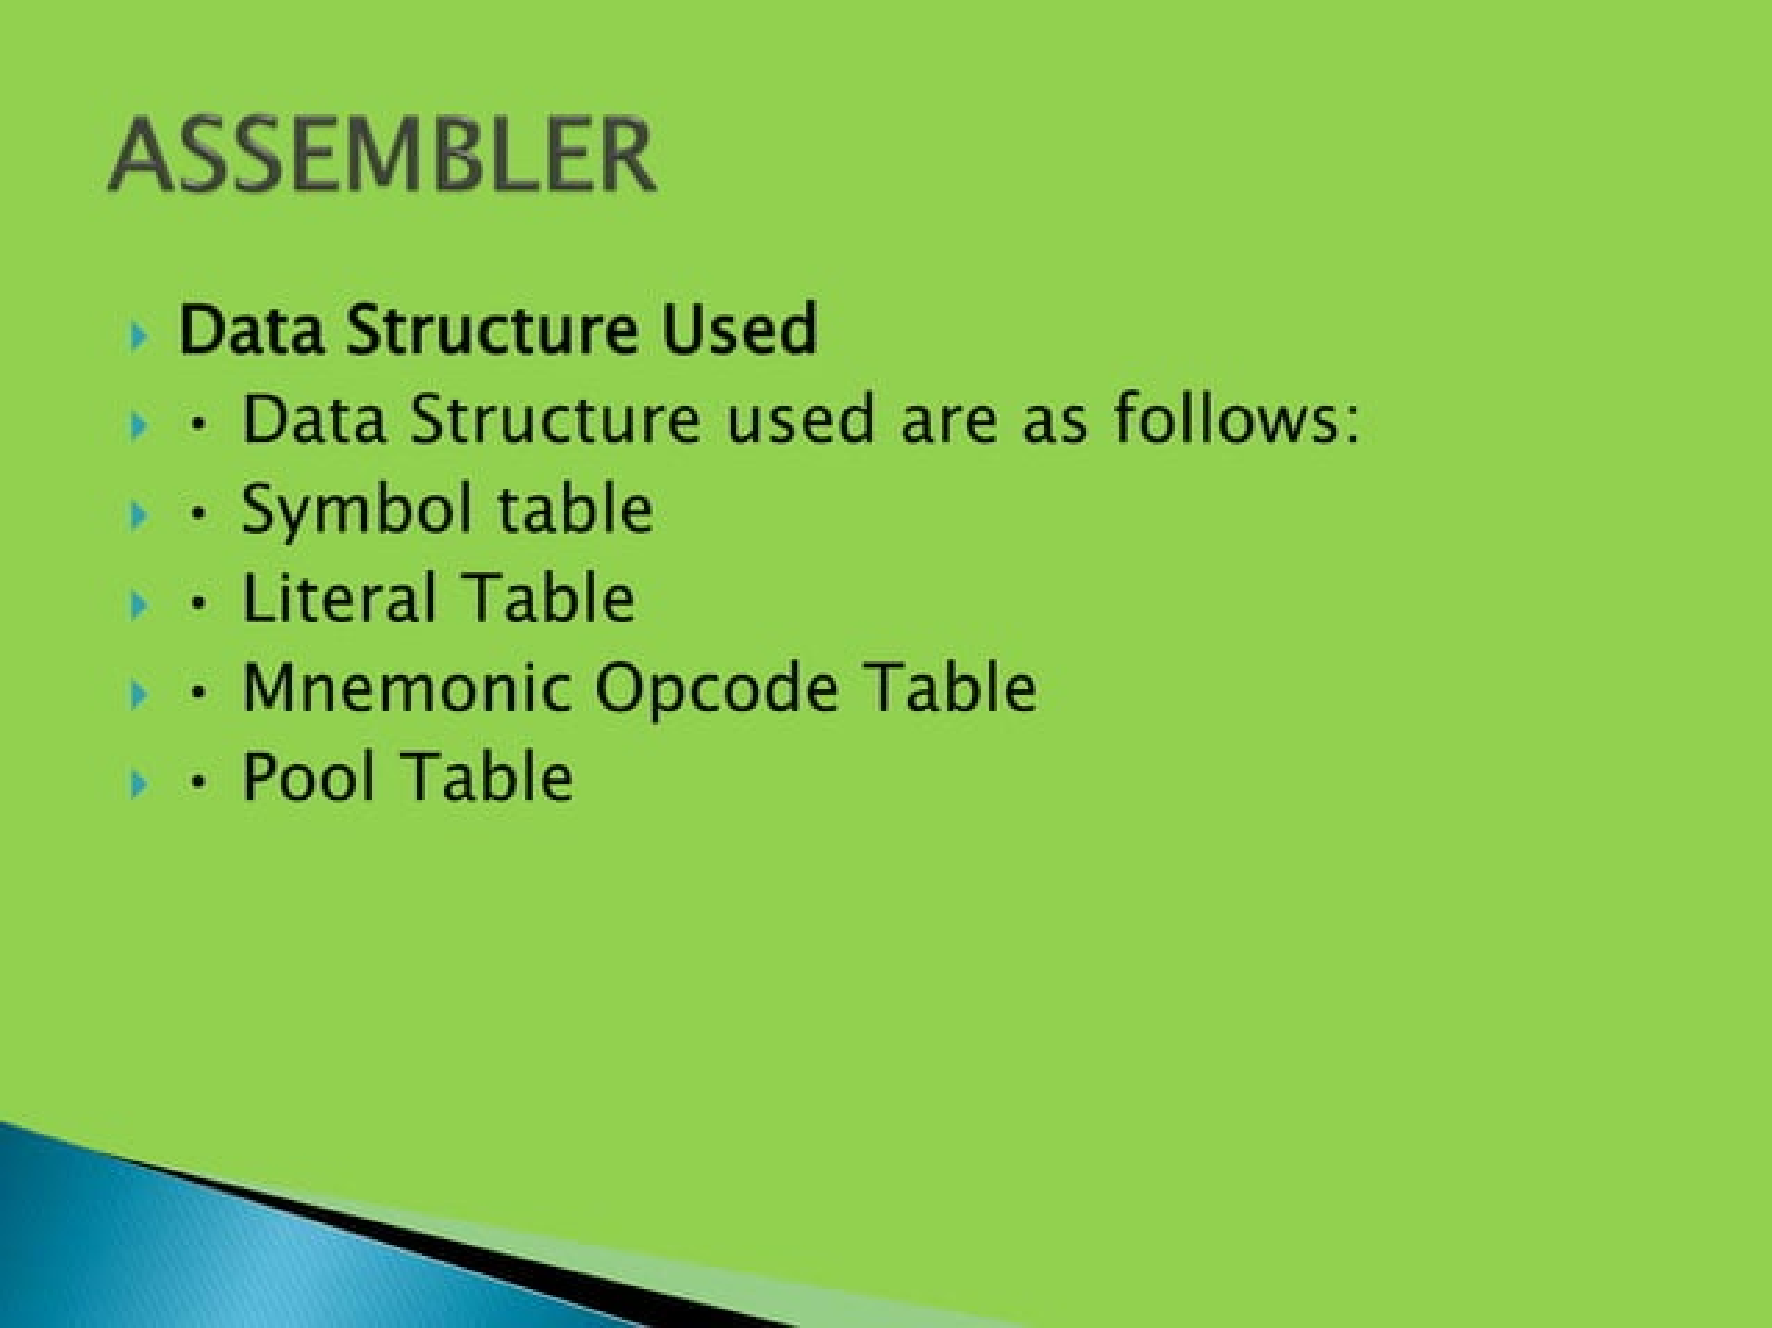 ASSEMBLER
Data Structure Used
• Data Structure used are as follows:
• Symbol table
• Literal Table
• Mnemonic Opcode Table
• Pool Table